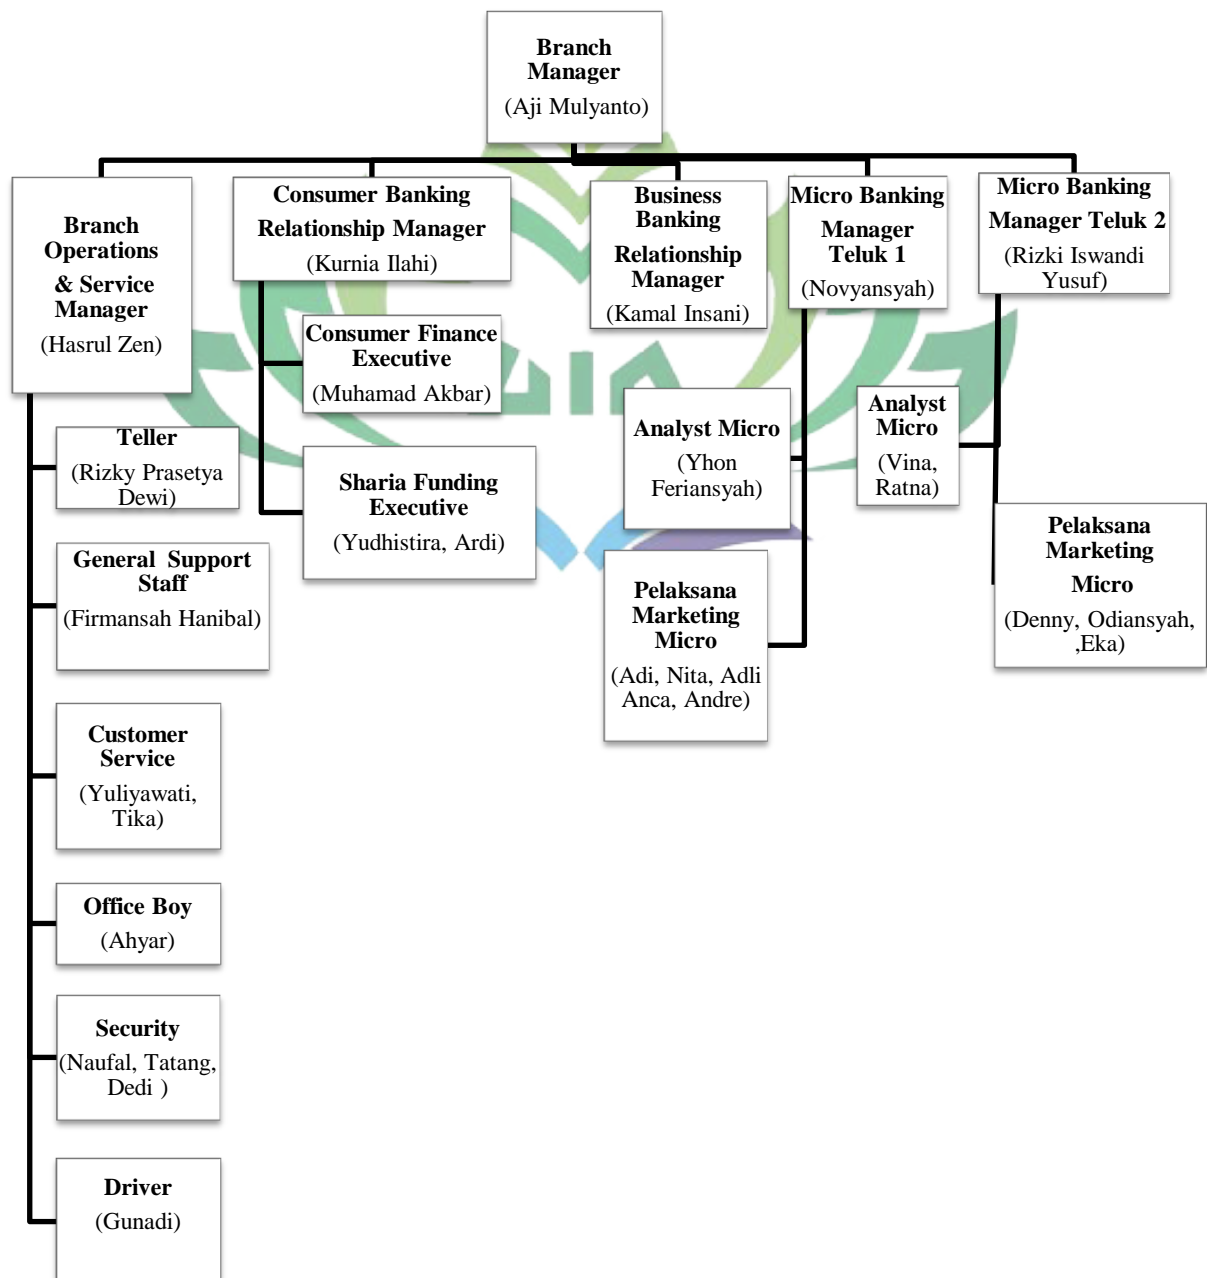 Branch
Manager
(Aji Mulyanto)
Branch
Operations
& Service
Manager
(Hasrul Zen)
Consumer Banking
Relationship Manager
(Kurnia Ilahi)
Business
Banking
Relationship
Manager
(Kamal Insani)
Micro Banking
Manager
Teluk 1
(Novyansyah)
Micro Banking
Manager Teluk 2
(Rizki Iswandi
Yusuf)
Consumer Finance
Executive
(Muhamad Akbar)
Sharia Funding
Executive
(Yudhistira, Ardi)
Analyst Micro
(Yhon
Feriansyah)
Pelaksana
Marketing
Micro
(Adi, Nita, Adli
Anca, Andre)
Analyst
Micro
(Vina,
Ratna)
Pelaksana
Marketing
Micro
(Denny, Odiansyah,
,Eka)
Teller
(Rizky Prasetya
Dewi)
General Support
Staff
(Firmansah Hanibal)
Customer
Service
(Yuliyawati,
Tika)
Office Boy
(Ahyar)
Security
(Naufal, Tatang,
Dedi )
Driver
(Gunadi)